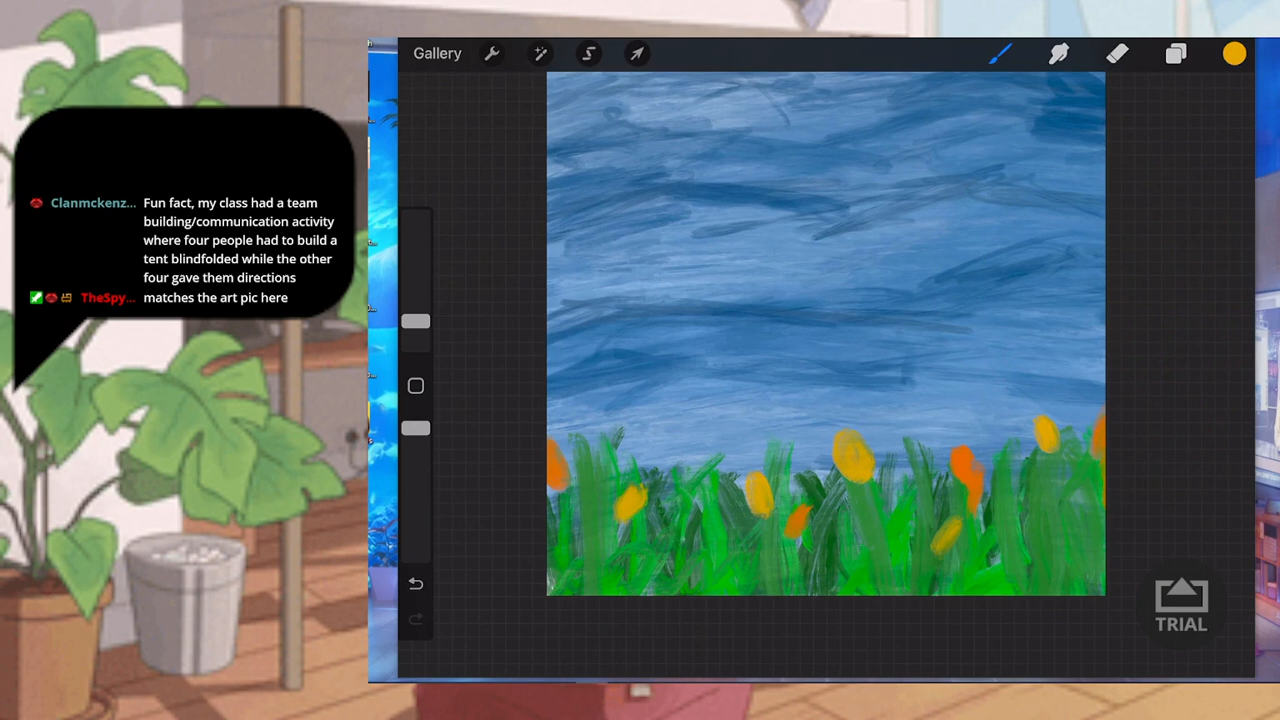 Gallery
Clanmckenz... Fun fact, my class had a team
building/communication activity
where four people had to build a
tent blindfolded while the other
four gave them directions
TheSpy... matches the art pic here
TRIAL